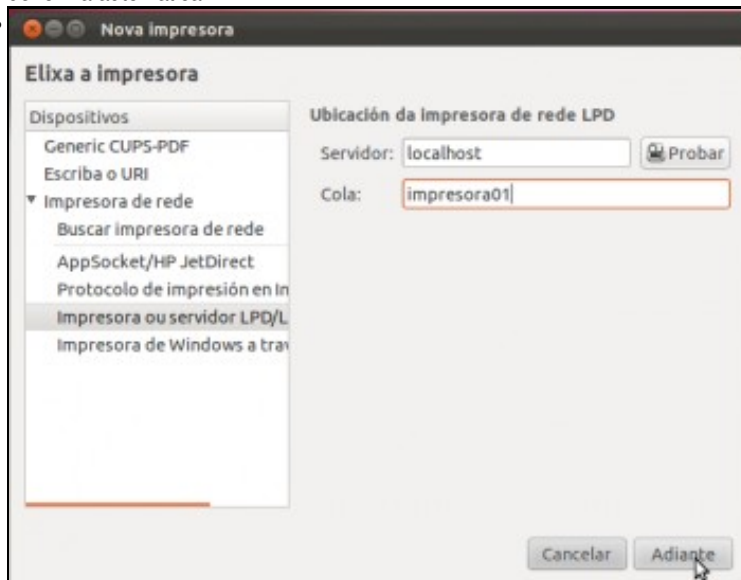 Nova impresora
Elixa a impresora
Dispositivos
Generic CUPS-PDF
Escriba o URI
Impresora de rede
Buscar impresora de rede
AppSocket/HP JetDirect
Protocolo de impresión en In
Impresora ou servidor LPD/L
Impresora de Windows a trav
Ubicación da impresora de rede LPD
Servidor: localhost Probar
Cola: impresora01
Cancelar Adiante